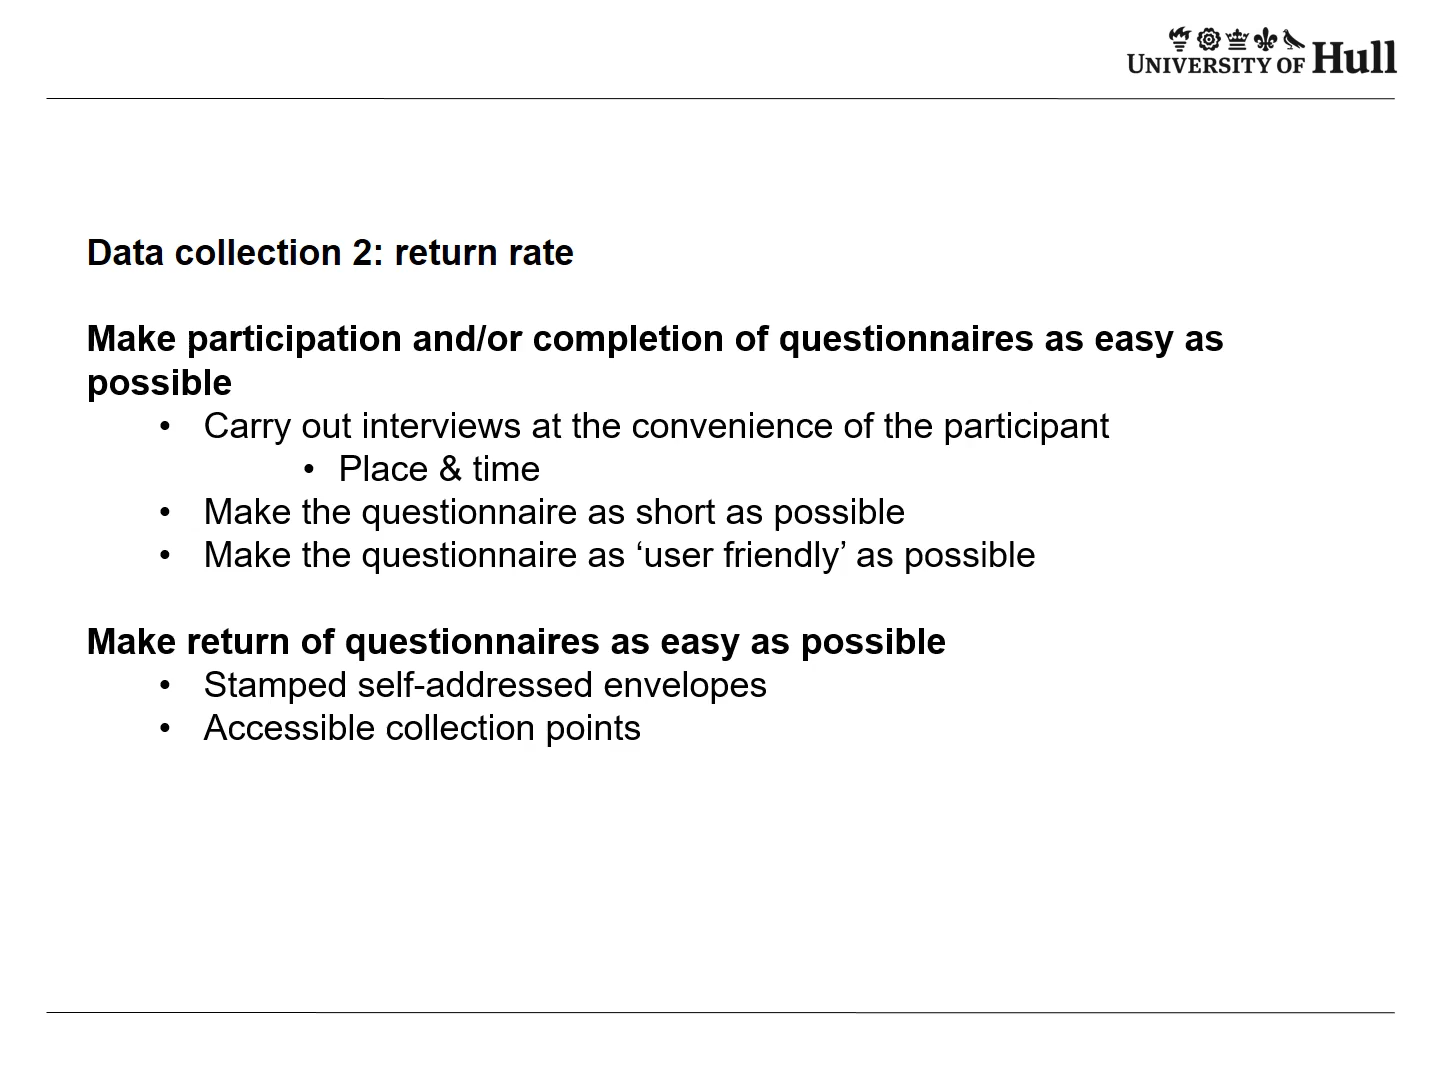 UNIVERSITY OF Hull
Data collection 2: return rate
Make participation and/or completion of questionnaires as easy as
possible
• Carry out interviews at the convenience of the participant
• Place & time
• Make the questionnaire as short as possible
• Make the questionnaire as ‘user friendly’ as possible
Make return of questionnaires as easy as possible
• Stamped self-addressed envelopes
• Accessible collection points